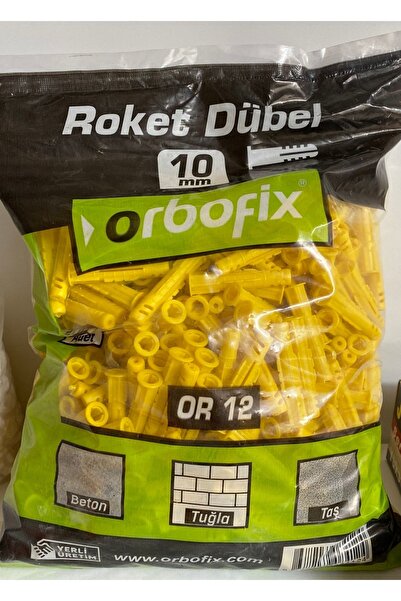 Roket Dübel
10
mm
orbofix®
Adet
OR 12
Beton
Tuğla
Taş
YERLİ
ÜRETİM
www.orbofix.com